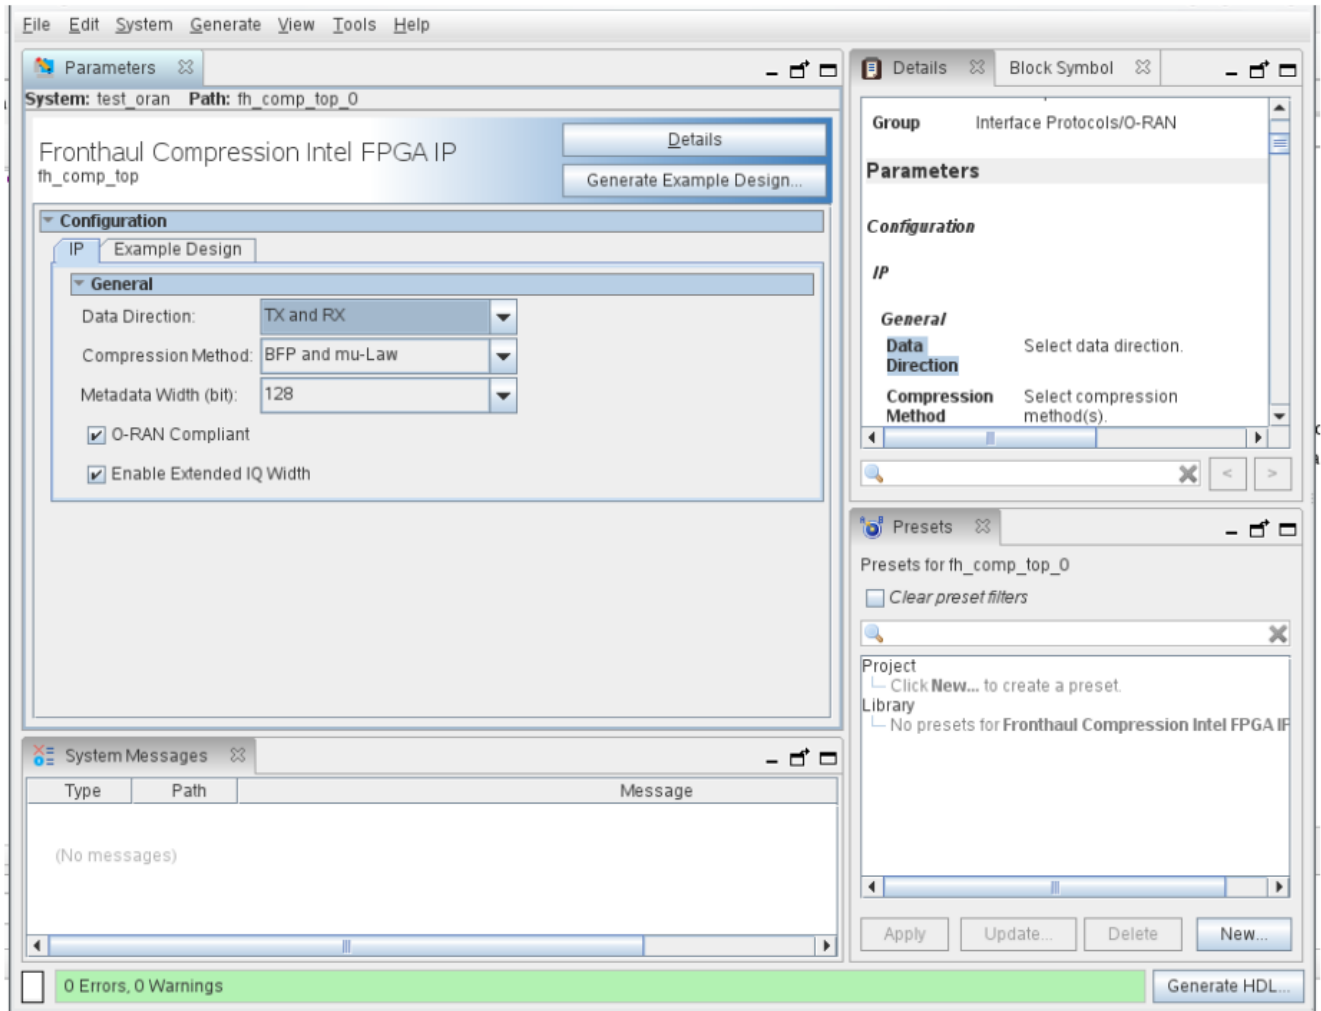 File Edit System Generate View Tools Help
Parameters
System: test_oran Path: fh_comp_top_0
Fronthaul Compression Intel FPGA IP
fh_comp_top
Details
Generate Example Design...
Configuration
IP Example Design
General
Data Direction: TX and RX
Compression Method: BFP and mu-Law
Metadata Width (bit): 128
O-RAN Compliant
Enable Extended IQ Width
System Messages
Type Path Message
(No messages)
0 Errors, 0 Warnings
Details Block Symbol
Group Interface Protocols/O-RAN
Parameters
Configuration
IP
General
Data Select data direction.
Direction
Compression Select compression
Method method(s).
< >
Presets
Presets for fh_comp_top_0
Clear preset filters
Project
Click New... to create a preset.
Library
No presets for Fronthaul Compression Intel FPGA IP
Apply Update... Delete New...
Generate HDL...